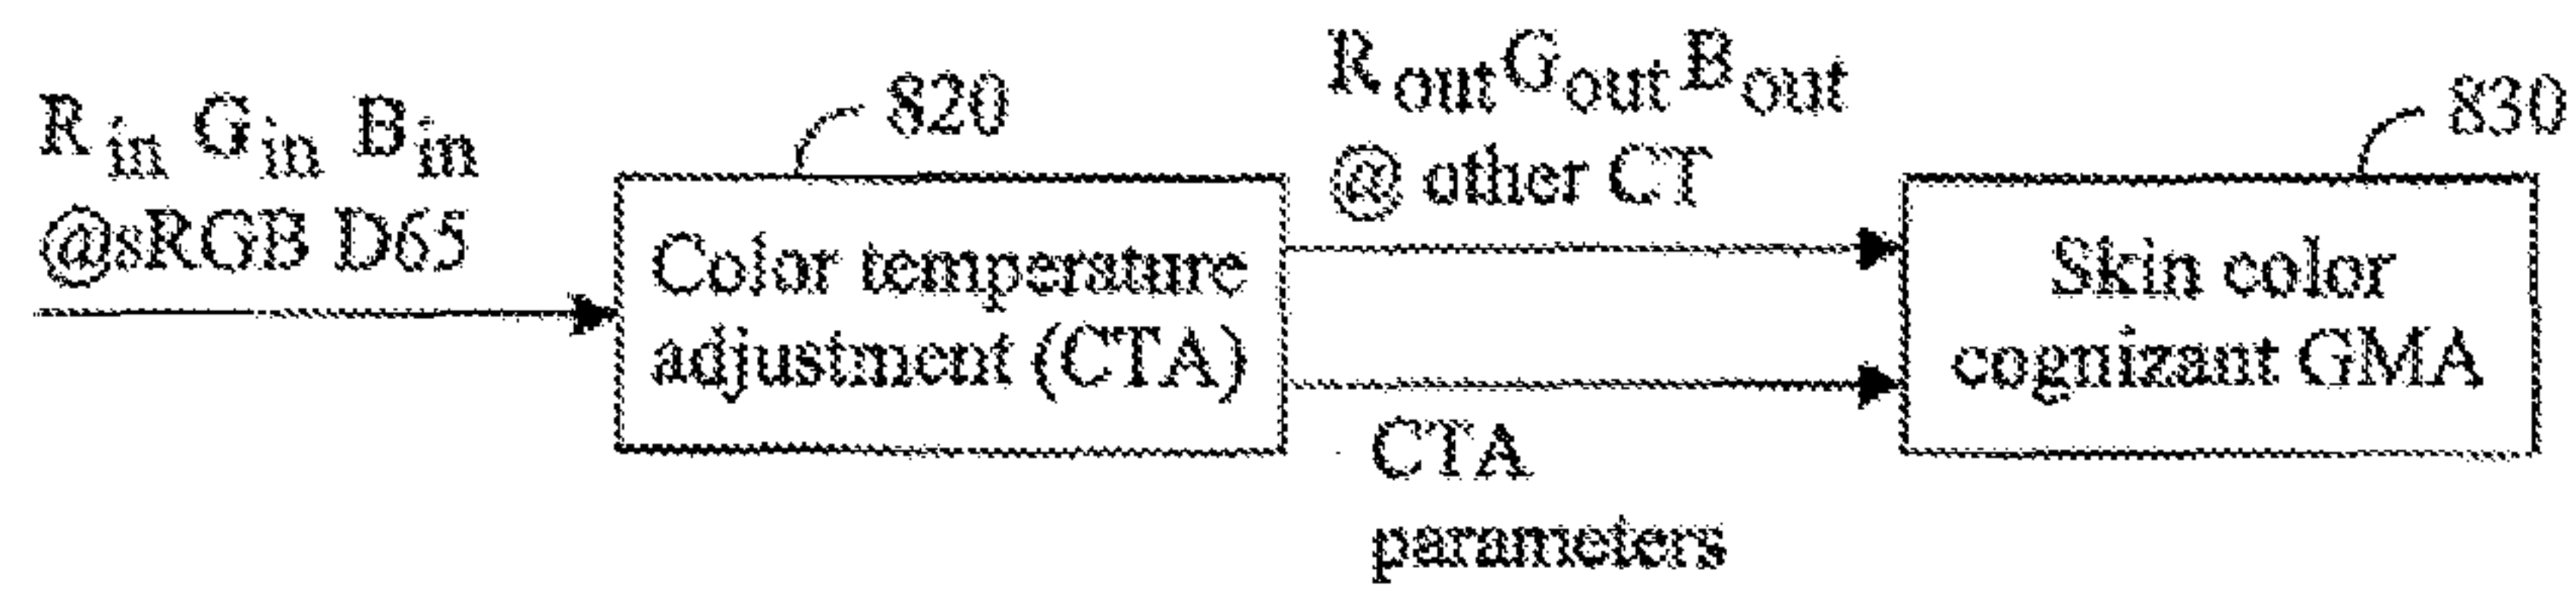 R in G in B in
@sRGB D65
820
Color temperature
adjustment (CTA)
R out G out B out
@ other CT
CTA
parameters
830
Skin color
cognizant GMA